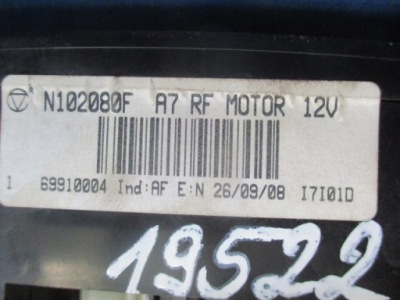 N102080F A7 RF MOTOR 12V
1 69910004 Ind:AF E:N 26/09/08 I7I01D
19522